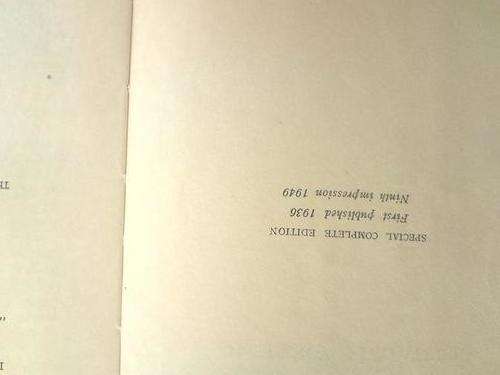 SPECIAL COMPLETE EDITION
First published 1936
Ninth impression 1949